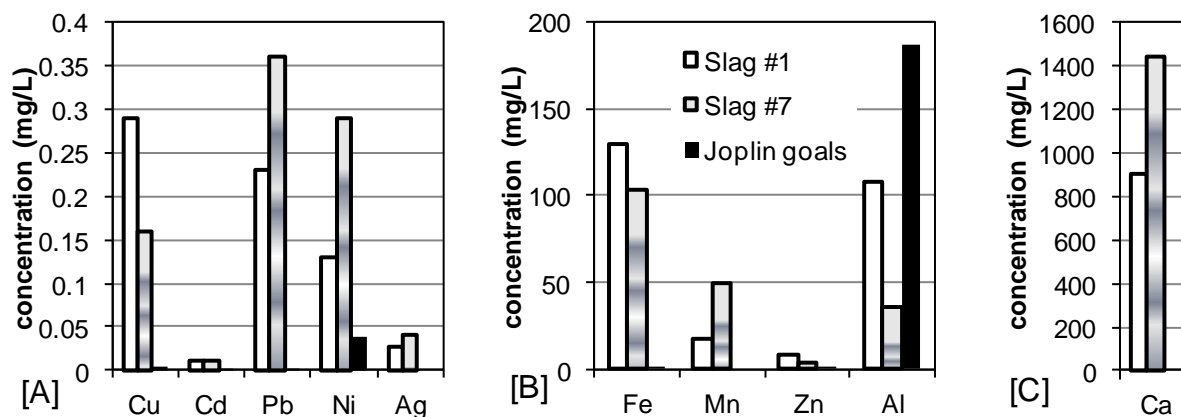 concentration (mg/L)
0.4
0.35
0.3
0.25
0.2
0.15
0.1
0.05
0
Cu Cd Pb Ni Ag
[A]
concentration (mg/L)
200
150
100
50
0
Slag #1
Slag #7
Joplin goals
Fe Mn Zn Al
[B]
concentration (mg/L)
1600
1400
1200
1000
800
600
400
200
0
Ca
[C]